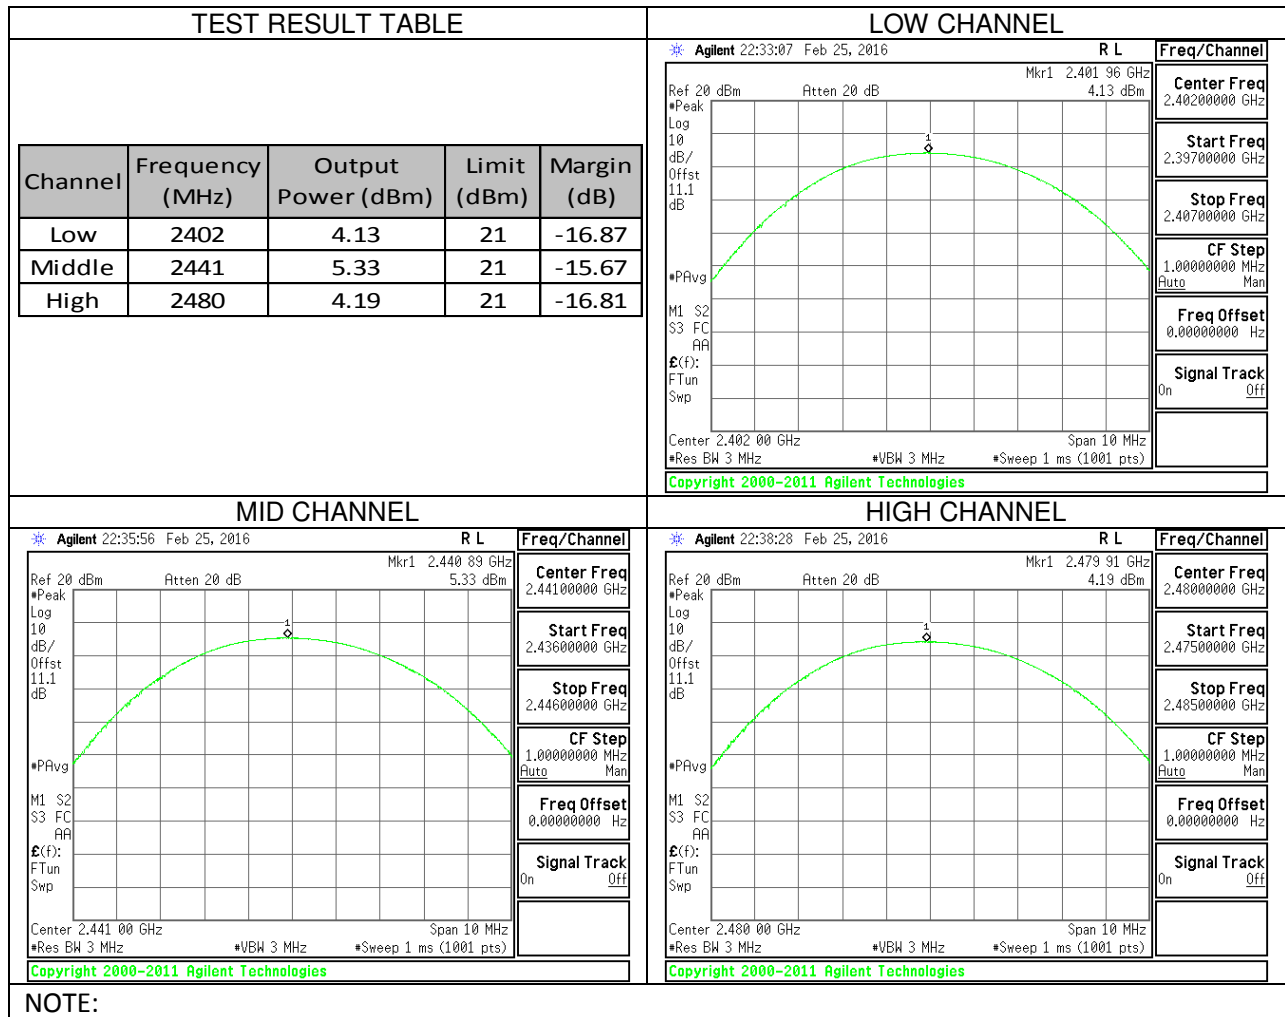 TEST RESULT TABLE
Channel Frequency (MHz) Output Power (dBm) Limit (dBm) Margin (dB)
Low 2402 4.13 21 -16.87
Middle 2441 5.33 21 -15.67
High 2480 4.19 21 -16.81
LOW CHANNEL
Agilent 22:33:07 Feb 25, 2016 R L
Mkr1 2.401 96 GHz
Ref 20 dBm Atten 20 dB 4.13 dBm
#Peak
Log
10
dB/
Offst
11.1
dB
#PAvg
M1 S2
S3 FC
AA
£(f):
FTun
Swp
1
Center 2.402 00 GHz Span 10 MHz
#Res BW 3 MHz #VBW 3 MHz #Sweep 1 ms (1001 pts)
Copyright 2000-2011 Agilent Technologies
Freq/Channel
Center Freq
2.40200000 GHz
Start Freq
2.39700000 GHz
Stop Freq
2.40700000 GHz
CF Step
1.00000000 MHz
Auto Man
Freq Offset
0.00000000 Hz
Signal Track
On Off
MID CHANNEL
Agilent 22:35:56 Feb 25, 2016 R L
Mkr1 2.440 89 GHz
Ref 20 dBm Atten 20 dB 5.33 dBm
#Peak
Log
10
dB/
Offst
11.1
dB
#PAvg
M1 S2
S3 FC
AA
£(f):
FTun
Swp
1
Center 2.441 00 GHz Span 10 MHz
#Res BW 3 MHz #VBW 3 MHz #Sweep 1 ms (1001 pts)
Copyright 2000-2011 Agilent Technologies
Freq/Channel
Center Freq
2.44100000 GHz
Start Freq
2.43600000 GHz
Stop Freq
2.44600000 GHz
CF Step
1.00000000 MHz
Auto Man
Freq Offset
0.00000000 Hz
Signal Track
On Off
HIGH CHANNEL
Agilent 22:38:28 Feb 25, 2016 R L
Mkr1 2.479 91 GHz
Ref 20 dBm Atten 20 dB 4.19 dBm
#Peak
Log
10
dB/
Offst
11.1
dB
#PAvg
M1 S2
S3 FC
AA
£(f):
FTun
Swp
1
Center 2.480 00 GHz Span 10 MHz
#Res BW 3 MHz #VBW 3 MHz #Sweep 1 ms (1001 pts)
Copyright 2000-2011 Agilent Technologies
Freq/Channel
Center Freq
2.48000000 GHz
Start Freq
2.47500000 GHz
Stop Freq
2.48500000 GHz
CF Step
1.00000000 MHz
Auto Man
Freq Offset
0.00000000 Hz
Signal Track
On Off
NOTE: